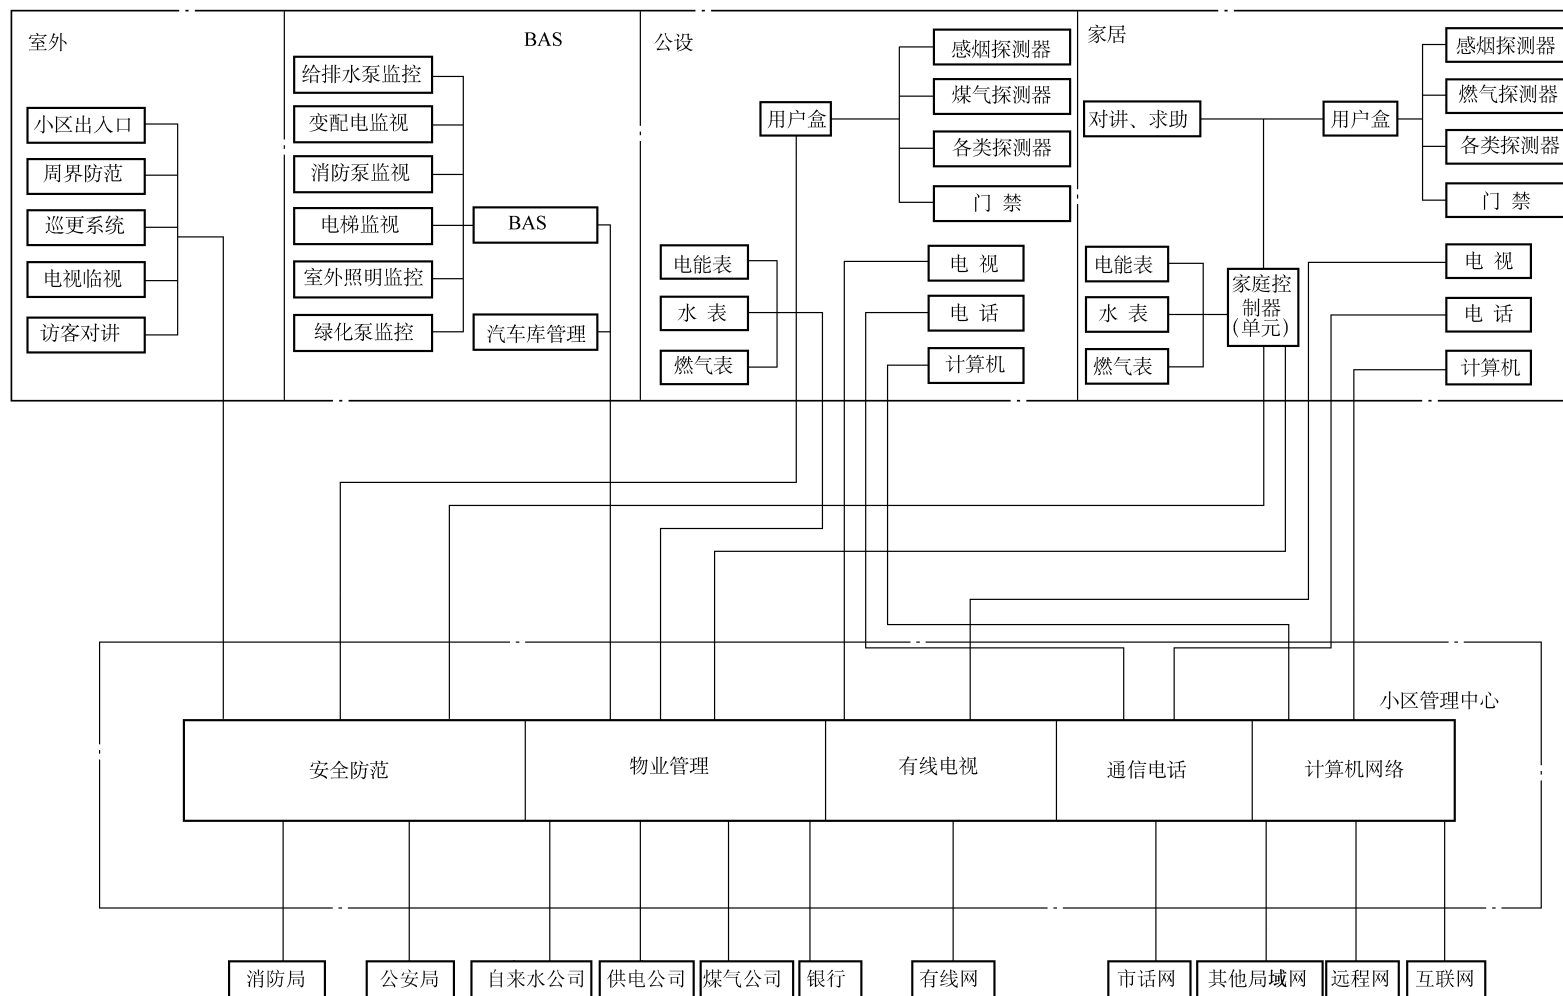 室外
小区出入口
周界防范
巡更系统
电视临视
访客对讲
BAS
给排水泵监控
变配电监视
消防泵监视
电梯监视
室外照明监控
绿化泵监控
BAS
汽车库管理
公设
用户盒
感烟探测器
煤气探测器
各类探测器
门 禁
电能表
水 表
燃气表
电 视
电 话
计算机
家居
对讲、求助
用户盒
感烟探测器
燃气探测器
各类探测器
门 禁
电能表
水 表
燃气表
家庭控
制器
(单元)
电 视
电 话
计算机
小区管理中心
安全防范
物业管理
有线电视
通信电话
计算机网络
消防局
公安局
自来水公司
供电公司
煤气公司
银行
有线网
市话网
其他局域网
远程网
互联网